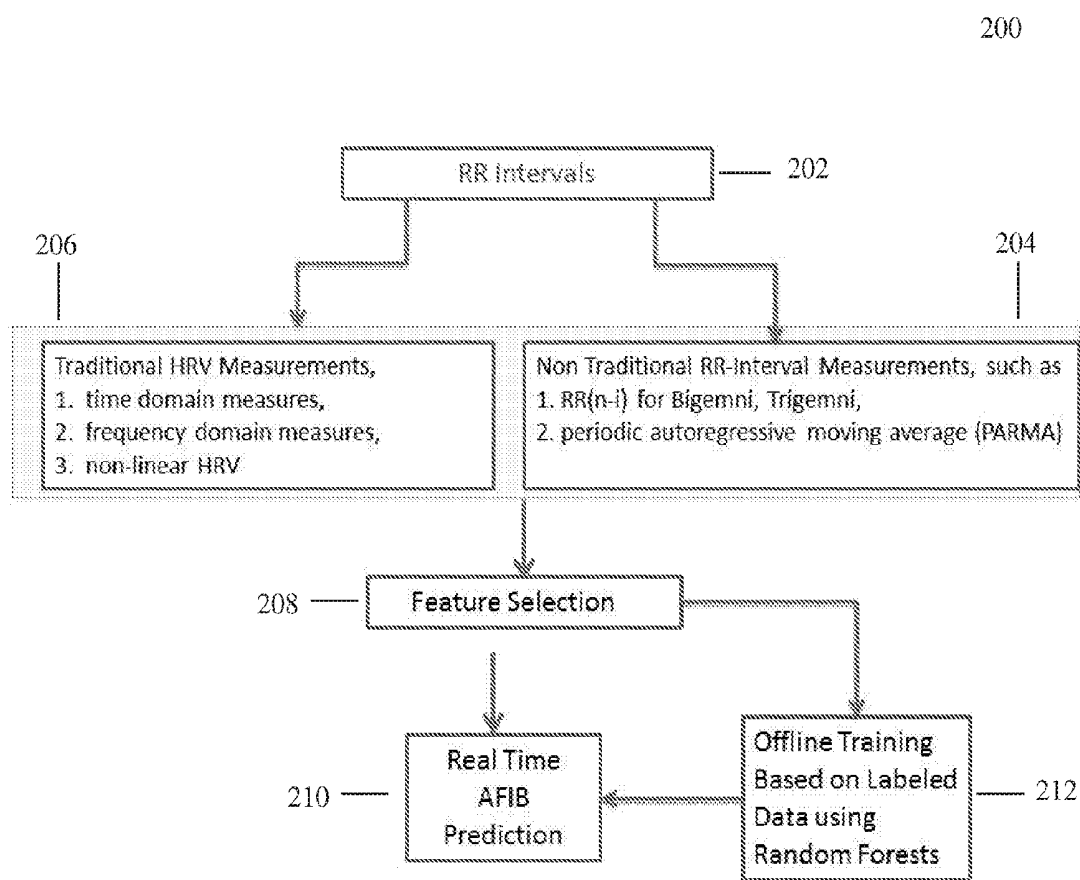 200
RR Intervals
202
206
204
Traditional HRV Measurements,
1. time domain measures,
2. frequency domain measures,
3. non-linear HRV
Non Traditional RR-Interval Measurements, such as
1. RR(n-i) for Bigemni, Trigemni,
2. periodic autoregressive moving average (PARMA)
208
Feature Selection
210
Real Time
AFIB
Prediction
Offline Training
Based on Labeled
Data using
Random Forests
212